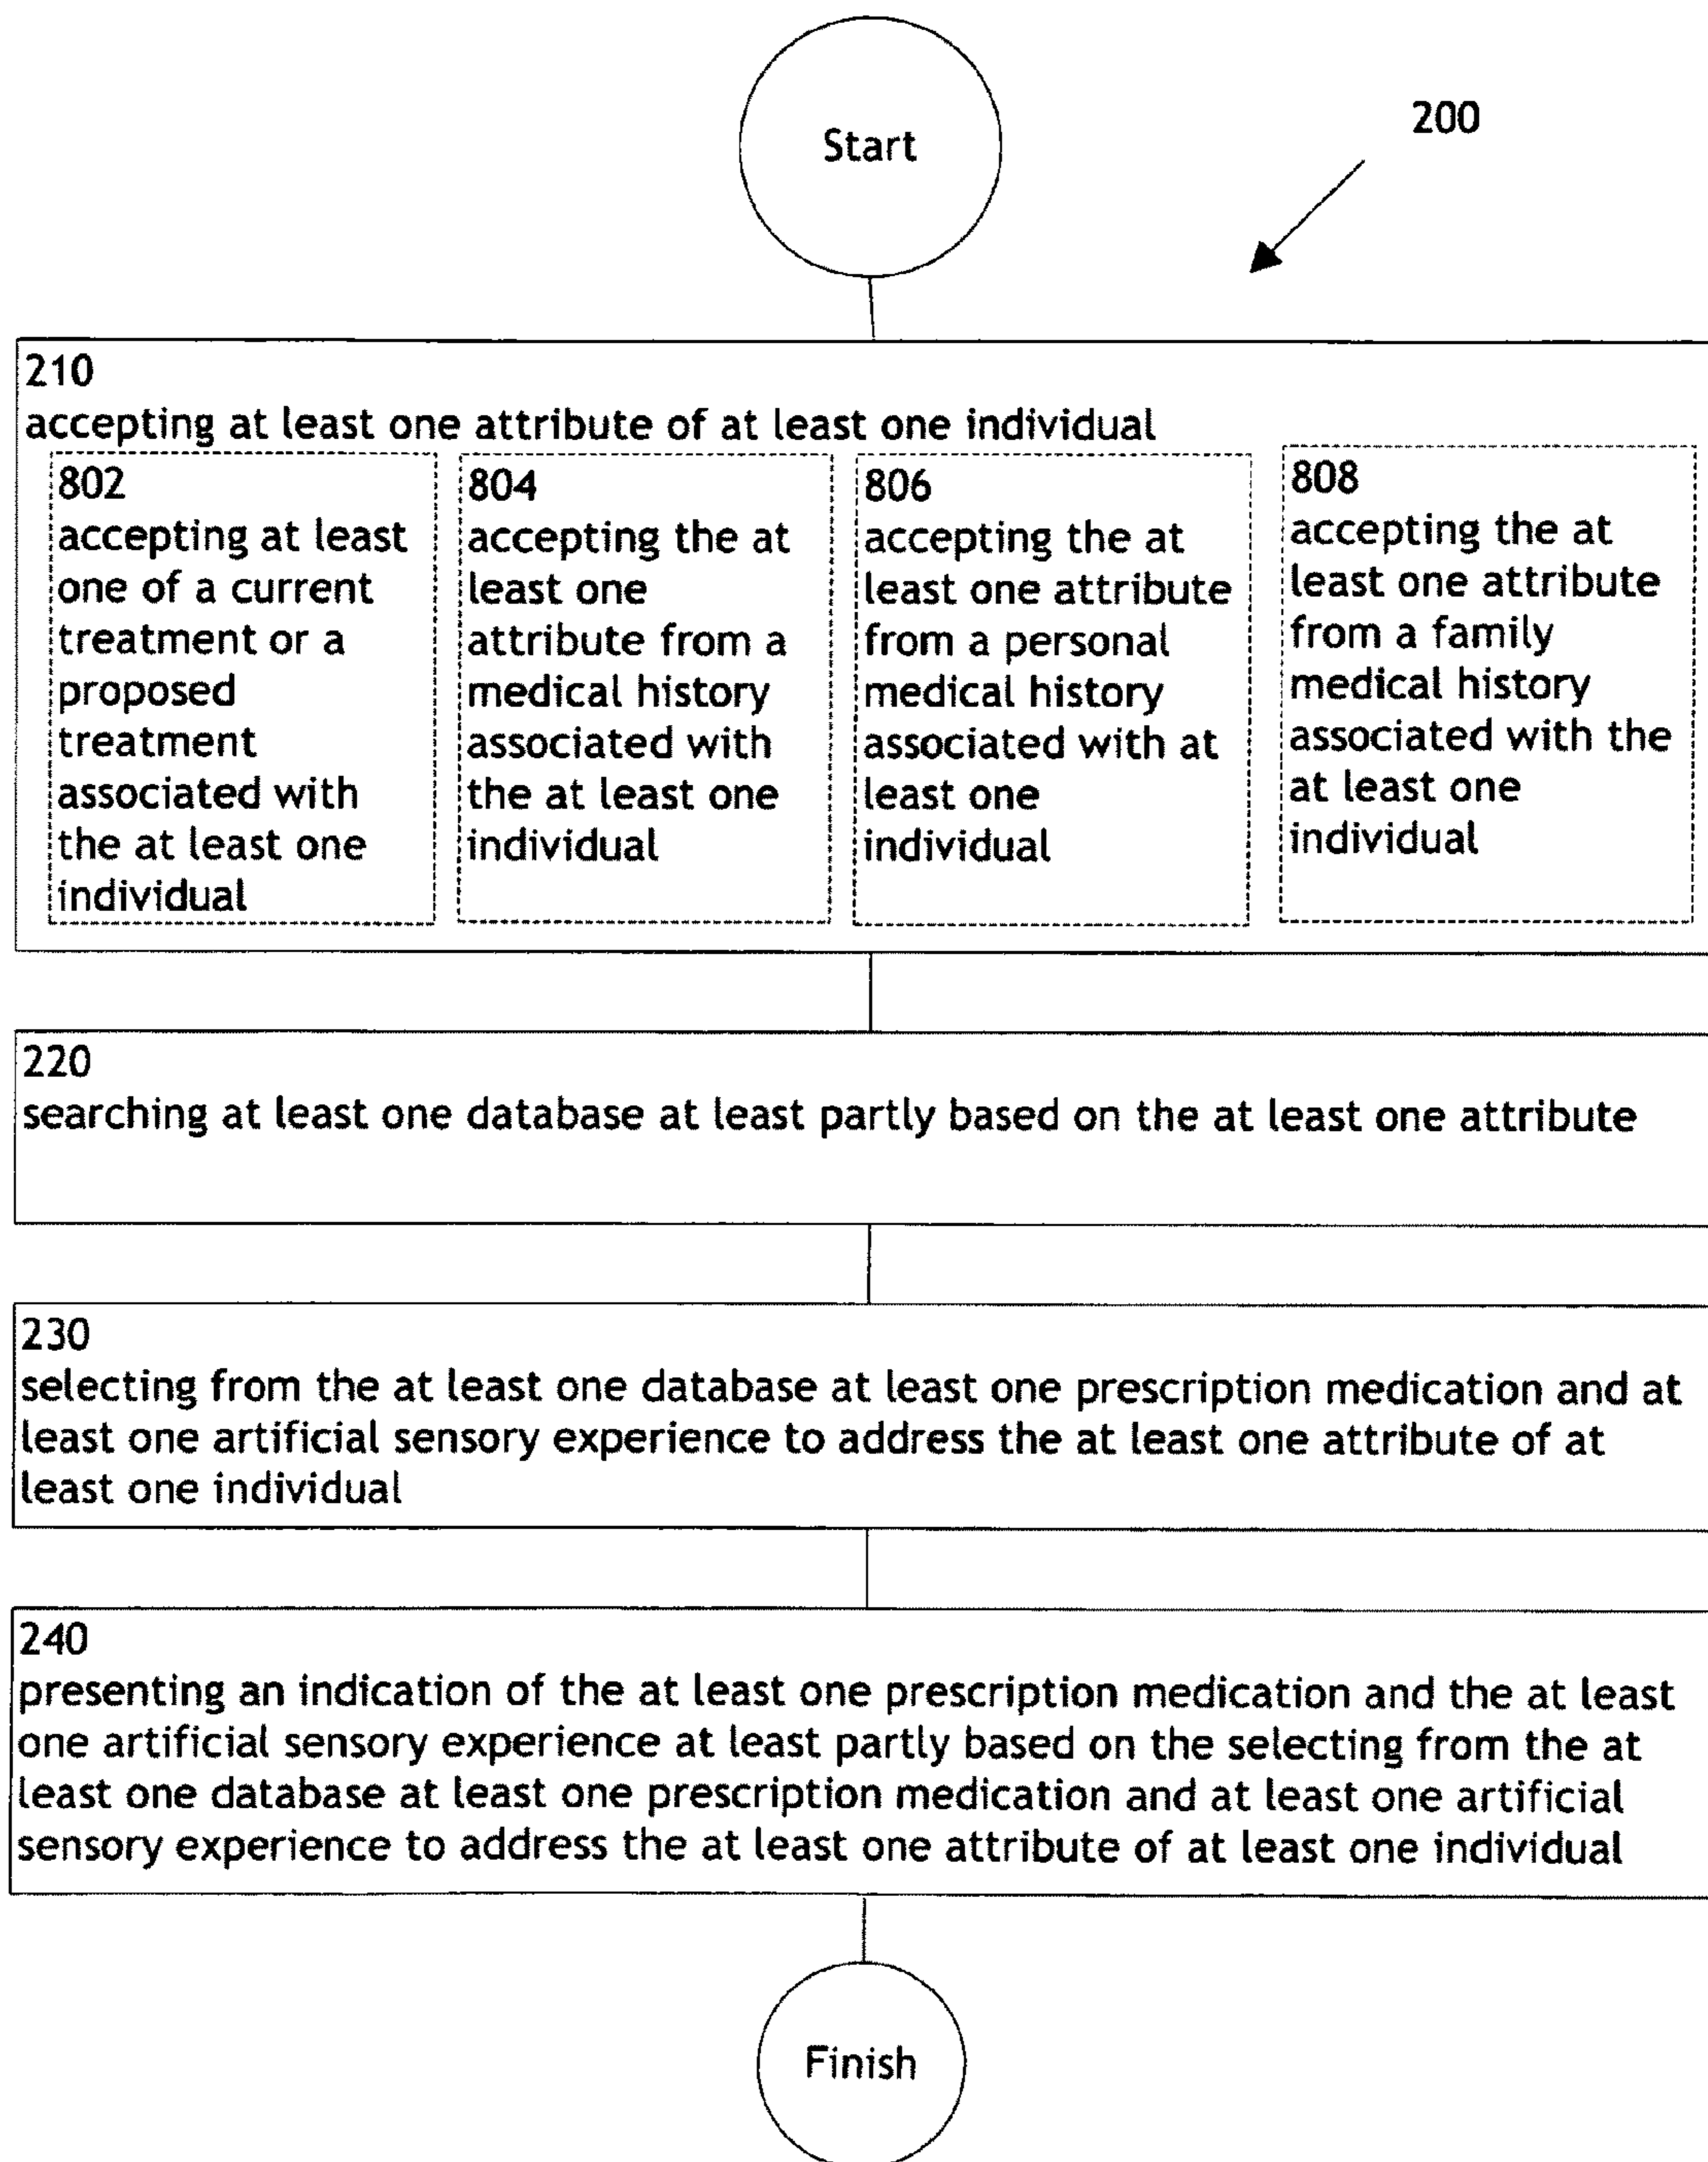 Start
200
210
accepting at least one attribute of at least one individual
802
accepting at least
one of a current
treatment or a
proposed
treatment
associated with
the at least one
individual
804
accepting the at
least one
attribute from a
medical history
associated with
the at least one
individual
806
accepting the at
least one attribute
from a personal
medical history
associated with at
least one
individual
808
accepting the at
least one attribute
from a family
medical history
associated with the
at least one
individual
220
searching at least one database at least partly based on the at least one attribute
230
selecting from the at least one database at least one prescription medication and at
least one artificial sensory experience to address the at least one attribute of at
least one individual
240
presenting an indication of the at least one prescription medication and the at least
one artificial sensory experience at least partly based on the selecting from the at
least one database at least one prescription medication and at least one artificial
sensory experience to address the at least one attribute of at least one individual
Finish